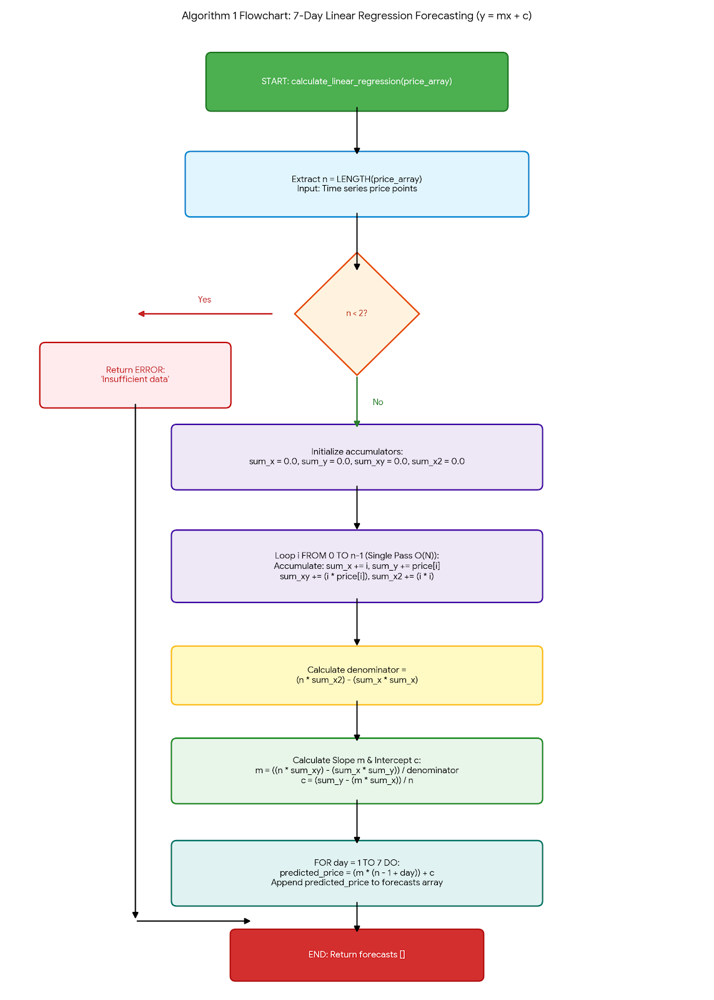 Algorithm 1 Flowchart: 7-Day Linear Regression Forecasting (y = mx + c)
START: calculate_linear_regression(price_array)
Extract n = LENGTH(price_array)
Input: Time series price points
n < 2?
Yes
Return ERROR:
'Insufficient data'
No
Initialize accumulators:
sum_x = 0.0, sum_y = 0.0, sum_xy = 0.0, sum_x2 = 0.0
Loop i FROM 0 TO n-1 (Single Pass O(N)):
Accumulate: sum_x += i, sum_y += price[i]
sum_xy += (i * price[i]), sum_x2 += (i * i)
Calculate denominator =
(n * sum_x2) - (sum_x * sum_x)
Calculate Slope m & Intercept c:
m = ((n * sum_xy) - (sum_x * sum_y)) / denominator
c = (sum_y - (m * sum_x)) / n
FOR day = 1 TO 7 DO:
predicted_price = (m * (n - 1 + day)) + c
Append predicted_price to forecasts array
END: Return forecasts []